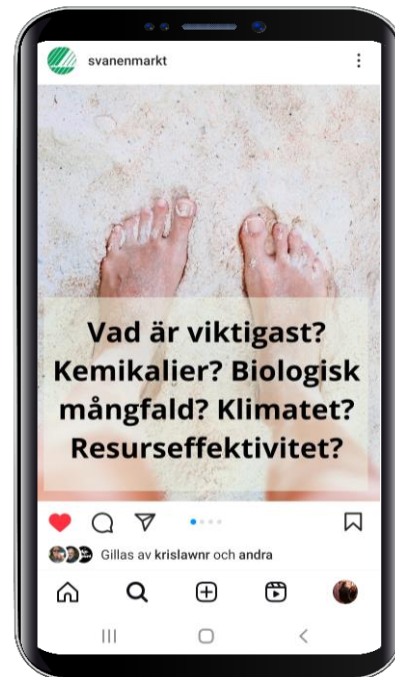 svanenmarkt
Vad är viktigast?
Kemikalier? Biologisk
mångfald? Klimatet?
Resurseffektivitet?
Gillas av krislawnr och andra